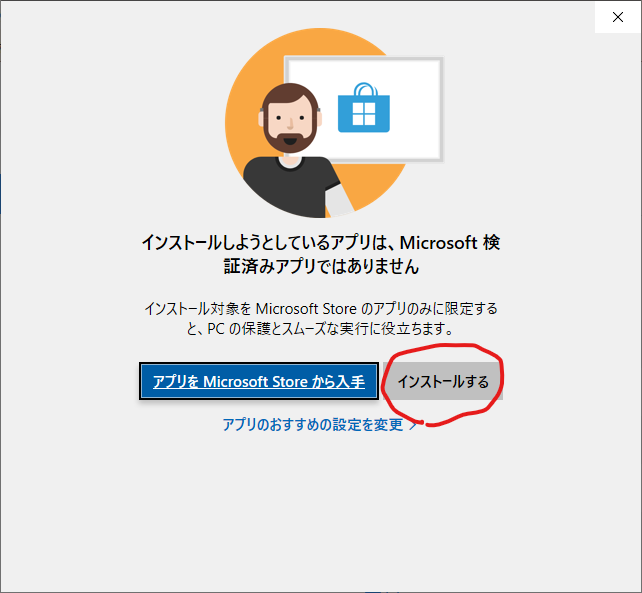 インストールしようとしているアプリは、Microsoft 検
証済みアプリではありません
インストール対象を Microsoft Store のアプリのみに限定する
と、PC の保護とスムーズな実行に役立ちます。
アプリを Microsoft Store から入手
インストールする
アプリのおすすめの設定を変更